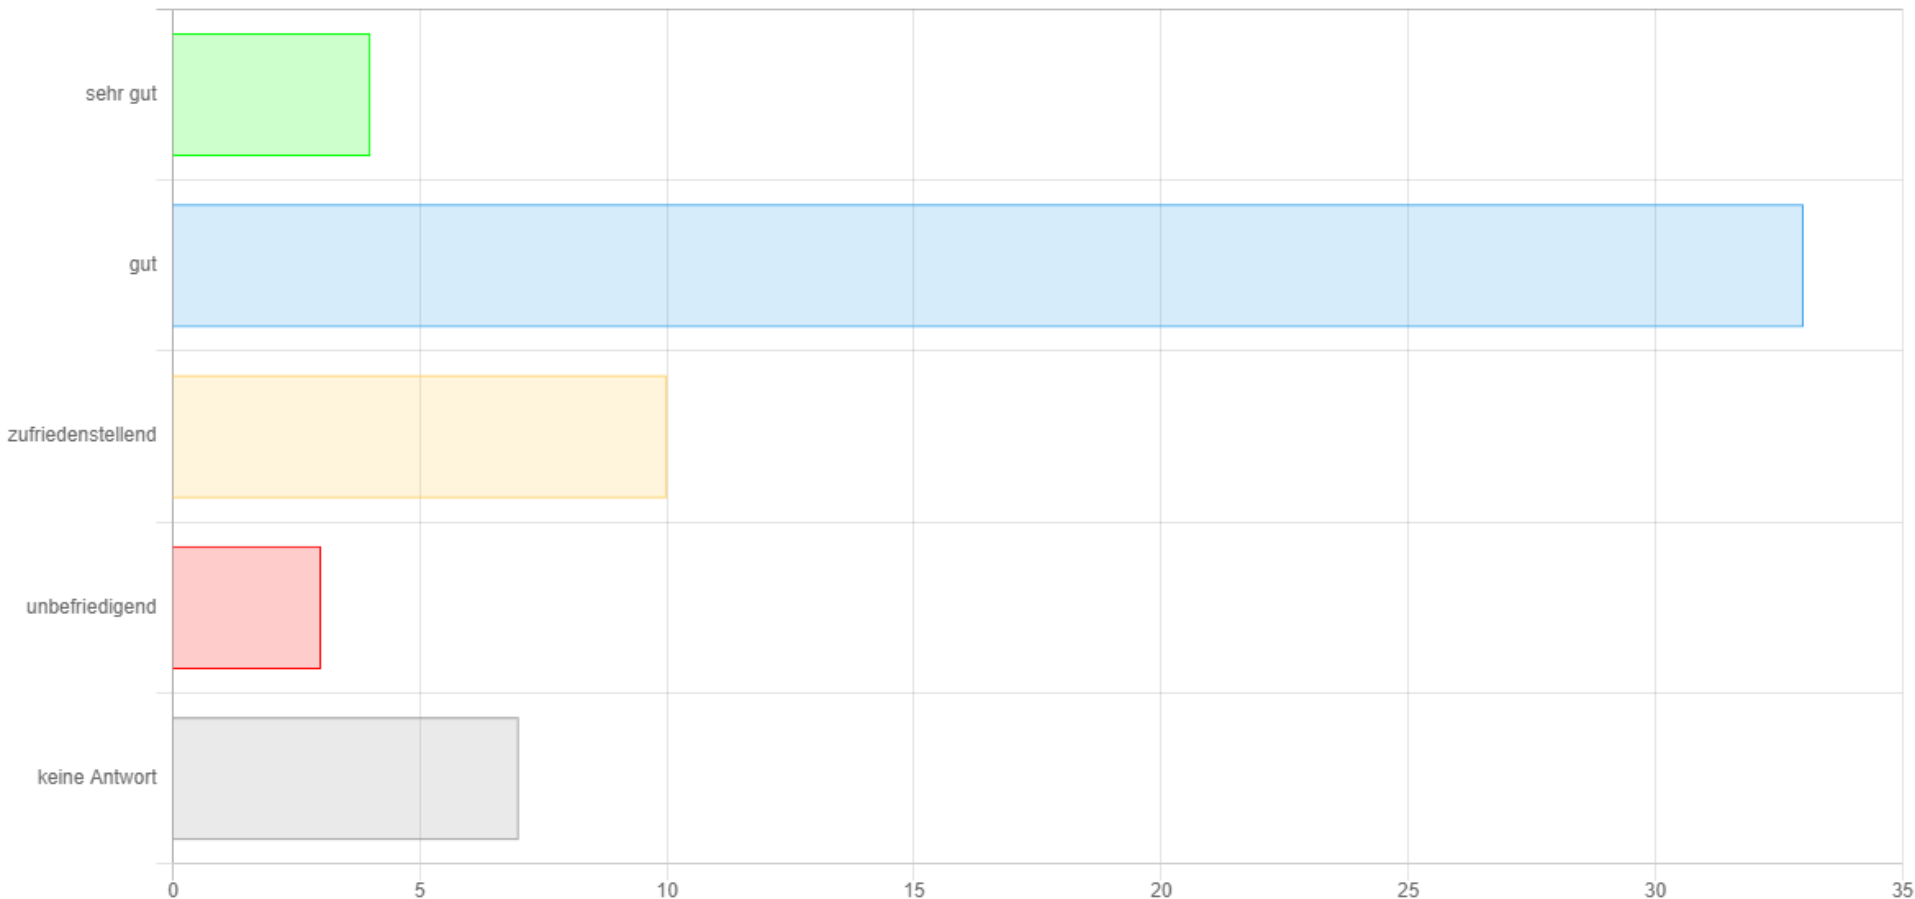 sehr gut
gut
zufriedenstellend
unbefriedigend
keine Antwort
0 5 10 15 20 25 30 35